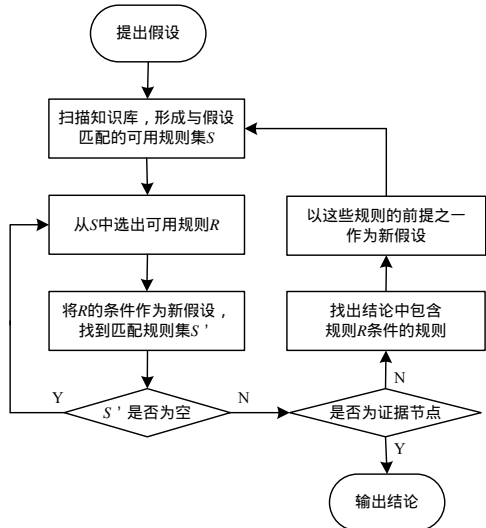 提出假设
扫描知识库，形成与假设
匹配的可用规则集S
从S中选出可用规则R
将R的条件作为新假设，
找到匹配规则集S'
Y
S'是否为空
N
是否为证据节点
N
Y
找出结论中包含
规则R条件的规则
以这些规则的前提之一
作为新假设
输出结论